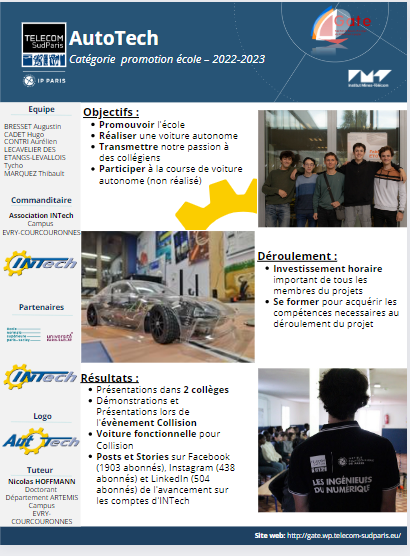 TELECOM
SudParis
IP PARIS
AutoTech
Catégorie promotion école – 2022-2023
Gate
Institut Mines-Télécom
Equipe
BRESSET Augustin
CADET Hugo
CONTRI Aurélien
LECAVELIER DES
ETANGS-LEVALLOIS
Tycho
MARQUEZ Thibault
Commanditaire
Association INTech
Campus
EVRY-COURCOURONNES
INTech
Partenaires
école
normale
supérieure
paris-saclay
université
PARIS-SACLAY
INTech
Logo
Aut Tech
Tuteur
Nicolas HOFFMANN
Doctorant
Département ARTEMIS
Campus
EVRY-
COURCOURONNES
Objectifs :
• Promouvoir l'école
• Réaliser une voiture autonome
• Transmettre notre passion à
des collégiens
• Participer à la course de voiture
autonome (non réalisé)
Déroulement :
• Investissement horaire
important de tous les
membres du projets
• Se former pour acquérir les
compétences necessaires au
déroulement du projet
Résultats :
• Présentations dans 2 collèges
• Démonstrations et
Présentations lors de
l'évènement Collision
• Voiture fonctionnelle pour
Collision
• Posts et Stories sur Facebook
(1903 abonnés), Instagram (438
abonnés) et LinkedIn (504
abonnés) de l'avancement sur
les comptes d'INTech
LES INGÉNIEURS
DU NUMÉRIQUE
Site web: http://gate.wp.telecom-sudparis.eu/